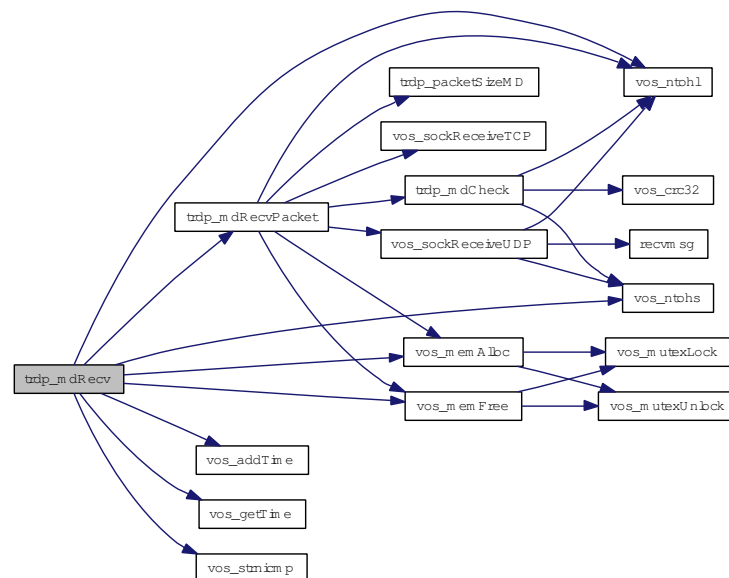 vos_ntohl
trdp_packetSizeMD
vos_sockReceiveTCP
trdp_mdCheck
vos_crc32
trdp_mdRecvPacket
vos_sockReceiveUDP
recvmsg
vos_ntohs
vos_memAlloc
vos_mutexLock
trdp_mdRecv
vos_memFree
vos_mutexUnlock
vos_addTime
vos_getTime
vos_strnicmp